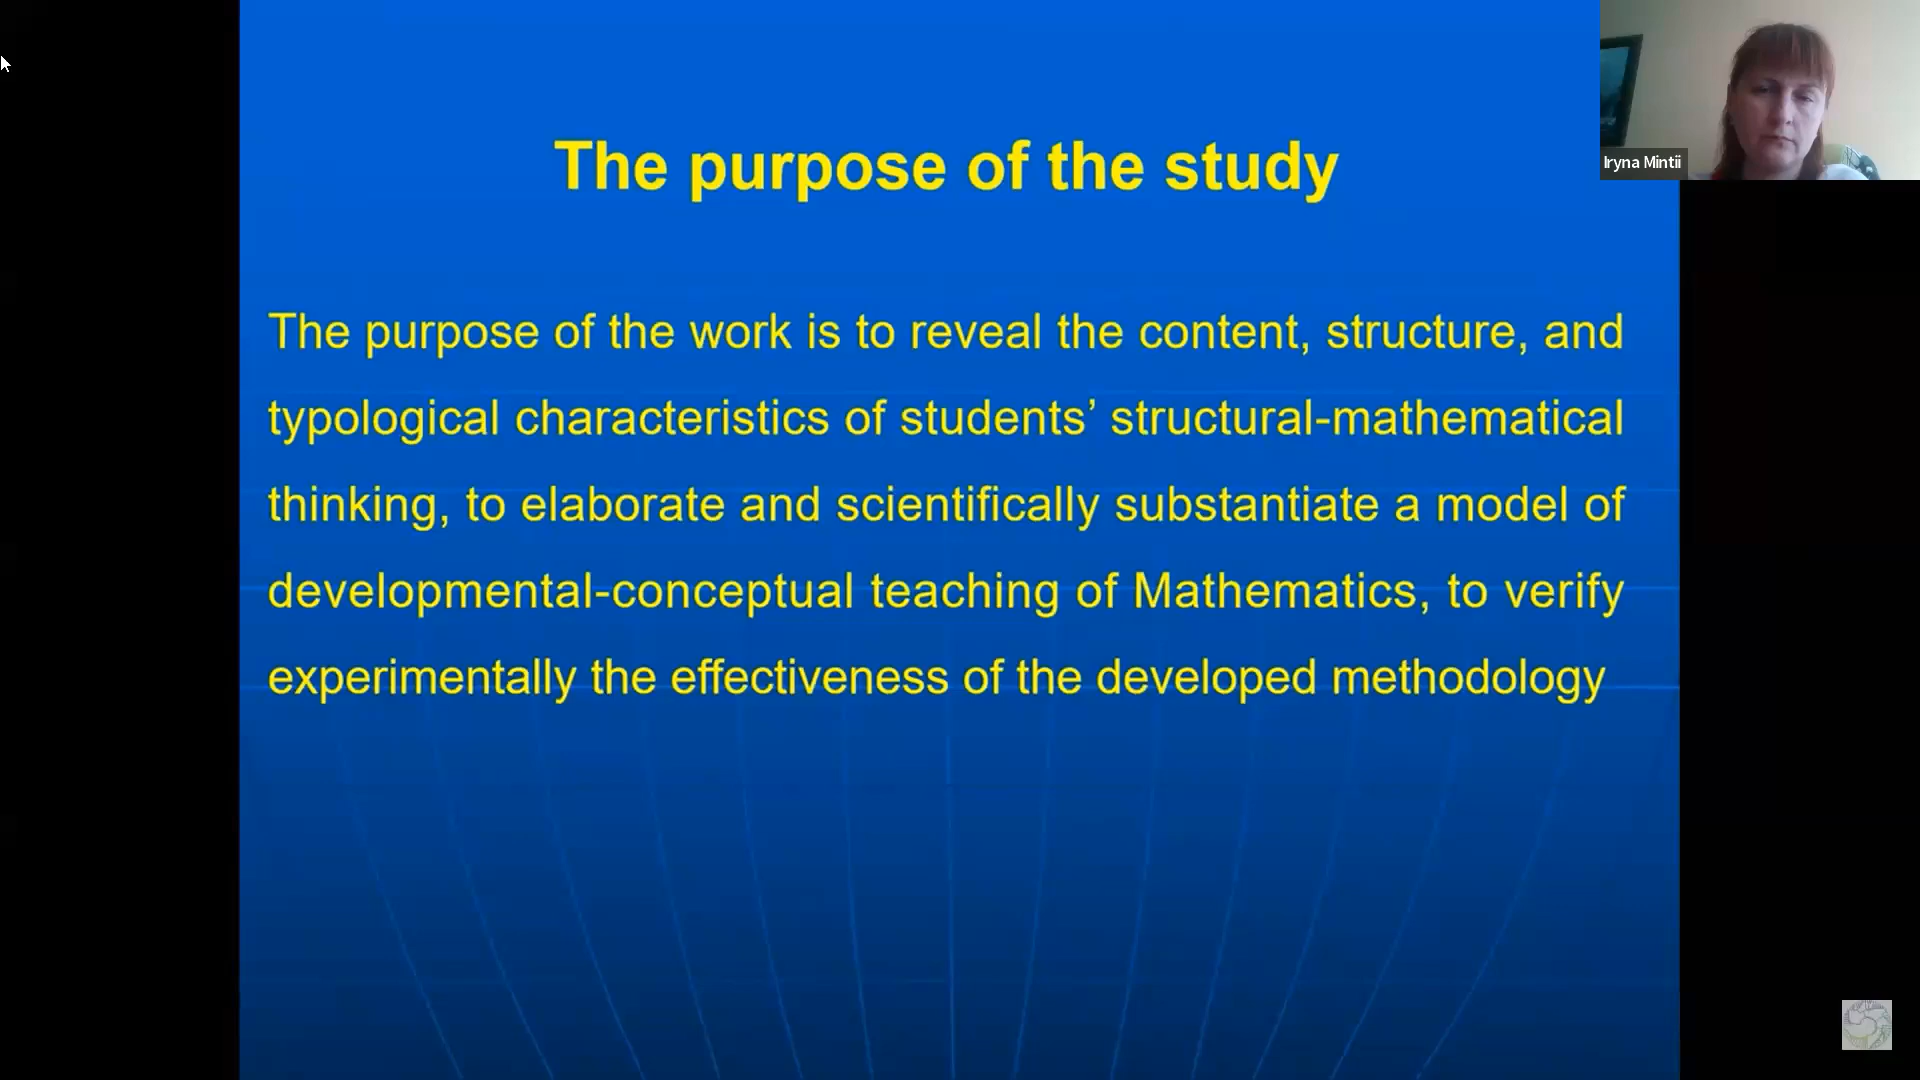 The purpose of the study
Iryna Mintii
The purpose of the work is to reveal the content, structure, and
typological characteristics of students’ structural-mathematical
thinking, to elaborate and scientifically substantiate a model of
developmental-conceptual teaching of Mathematics, to verify
experimentally the effectiveness of the developed methodology